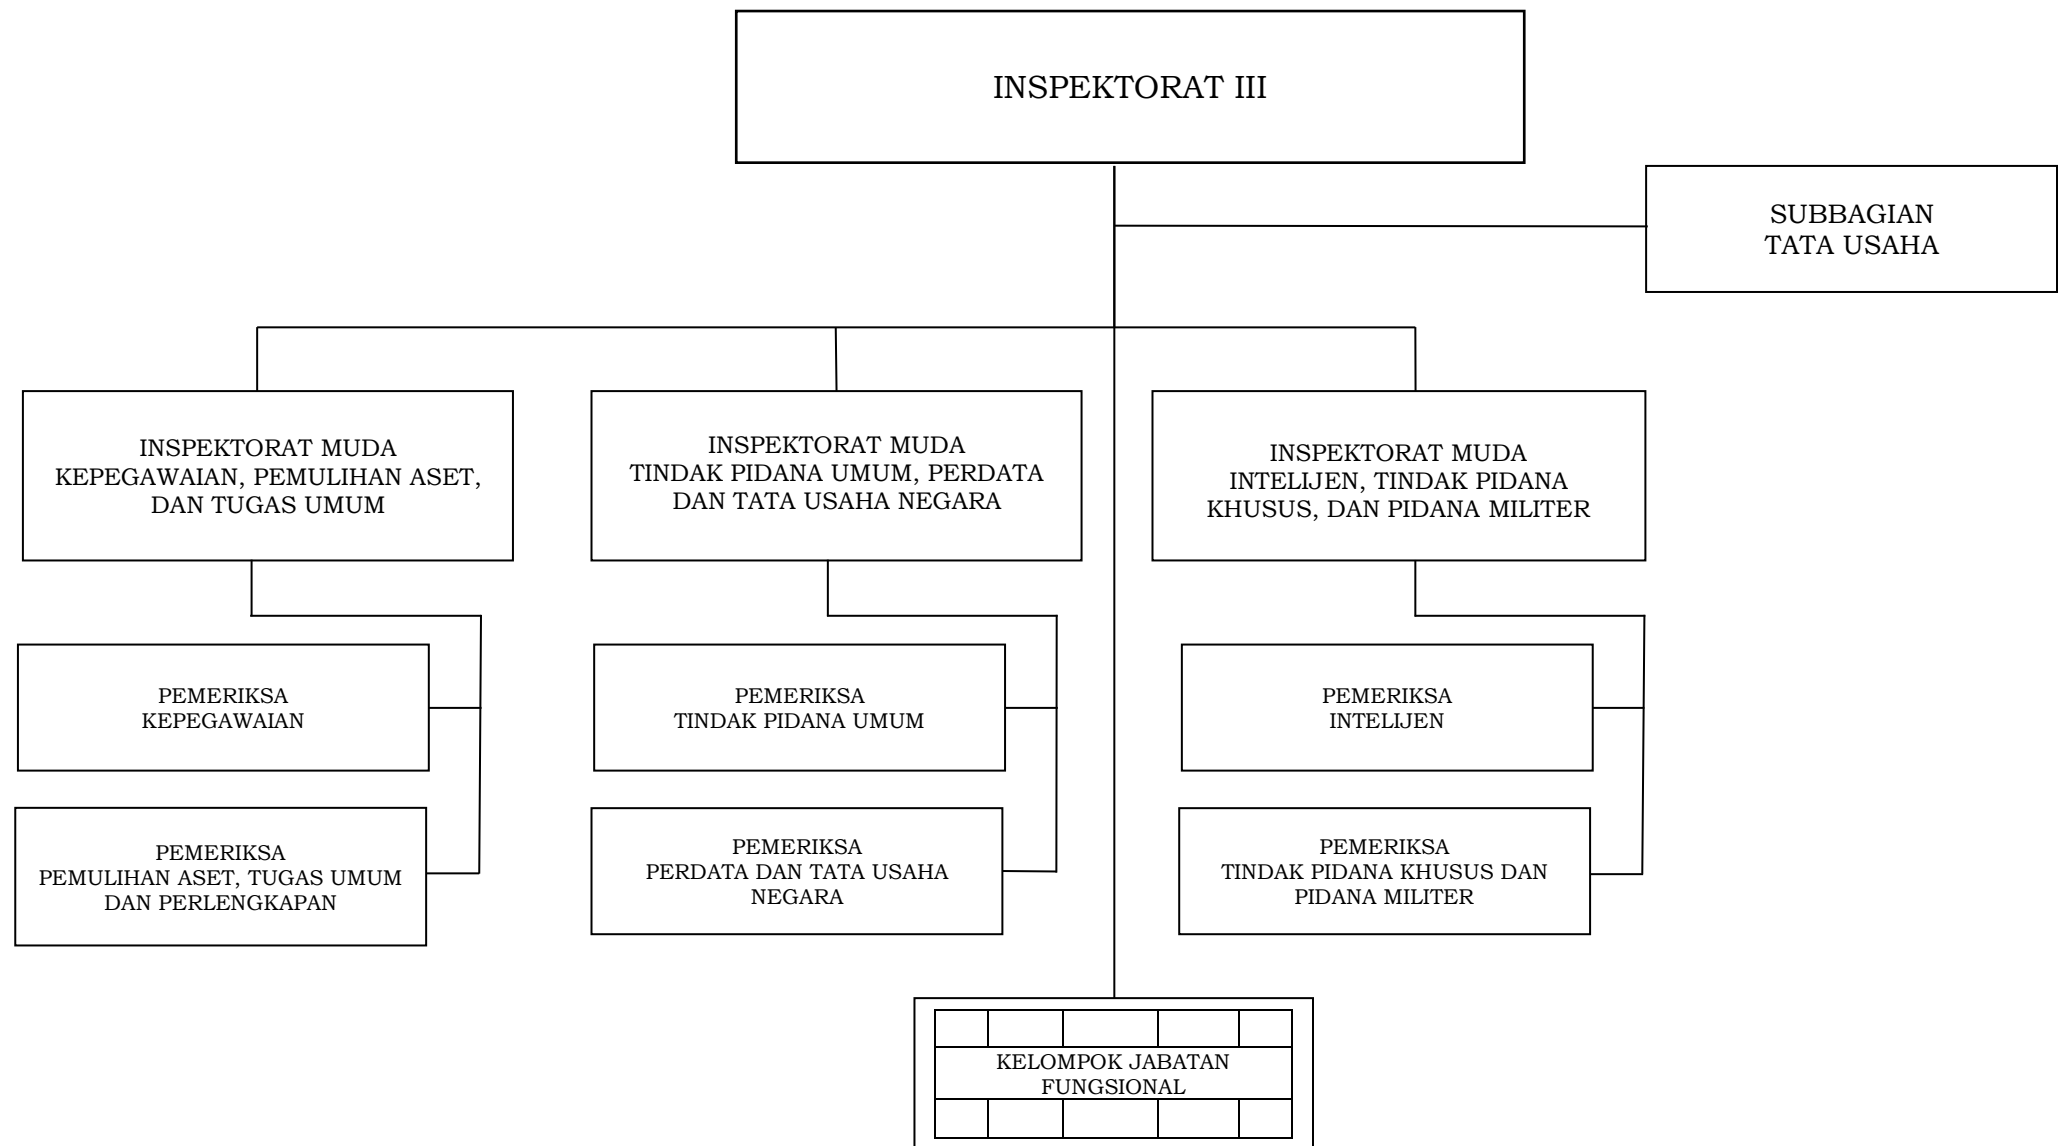 INSPEKTORAT III
SUBBAGIAN
TATA USAHA
INSPEKTORAT MUDA
KEPEGAWAIAN, PEMULIHAN ASET,
DAN TUGAS UMUM
INSPEKTORAT MUDA
TINDAK PIDANA UMUM, PERDATA
DAN TATA USAHA NEGARA
INSPEKTORAT MUDA
INTELIJEN, TINDAK PIDANA
KHUSUS, DAN PIDANA MILITER
PEMERIKSA
KEPEGAWAIAN
PEMERIKSA
TINDAK PIDANA UMUM
PEMERIKSA
INTELIJEN
PEMERIKSA
PEMULIHAN ASET, TUGAS UMUM
DAN PERLENGKAPAN
PEMERIKSA
PERDATA DAN TATA USAHA
NEGARA
PEMERIKSA
TINDAK PIDANA KHUSUS DAN
PIDANA MILITER
KELOMPOK JABATAN
FUNGSIONAL